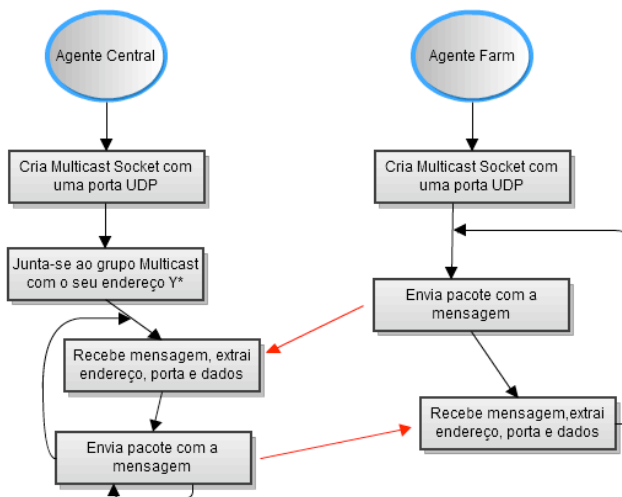 Agente Central
Agente Farm
Cria Multicast Socket com
uma porta UDP
Cria Multicast Socket com
uma porta UDP
Junta-se ao grupo Multicast
com o seu endereço Y*
Envia pacote com a
mensagem
Recebe mensagem, extrai
endereço, porta e dados
Recebe mensagem,extrai
endereço, porta e dados
Envia pacote com a
mensagem